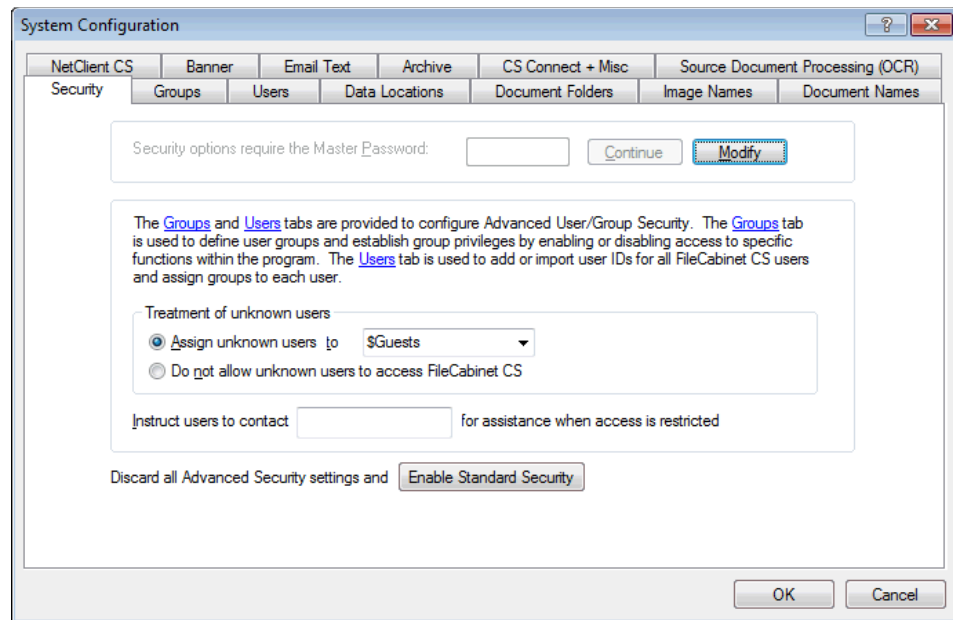 System Configuration
NetClient CS Banner Email Text Archive CS Connect + Misc Source Document Processing (OCR)
Security Groups Users Data Locations Document Folders Image Names Document Names
Security options require the Master Password: Continue Modify
The Groups and Users tabs are provided to configure Advanced User/Group Security. The Groups tab
is used to define user groups and establish group privileges by enabling or disabling access to specific
functions within the program. The Users tab is used to add or import user IDs for all FileCabinet CS users
and assign groups to each user.
Treatment of unknown users
Assign unknown users to $Guests
Do not allow unknown users to access FileCabinet CS
Instruct users to contact for assistance when access is restricted
Discard all Advanced Security settings and Enable Standard Security
OK Cancel